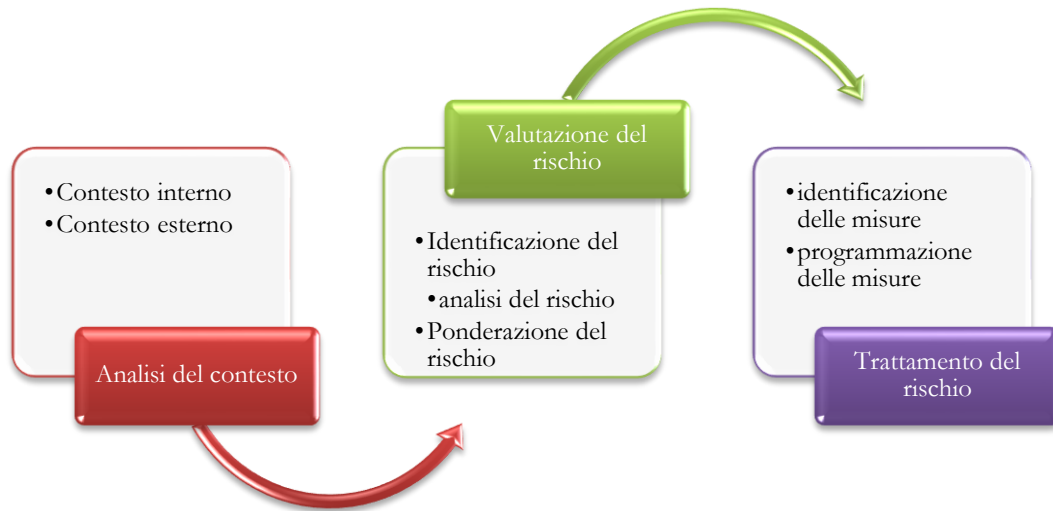 •Contesto interno
•Contesto esterno
Analisi del contesto
Valutazione del
rischio
•Identificazione del
rischio
•analisi del rischio
•Ponderazione del
rischio
•identificazione
delle misure
•programmazione
delle misure
Trattamento del
rischio